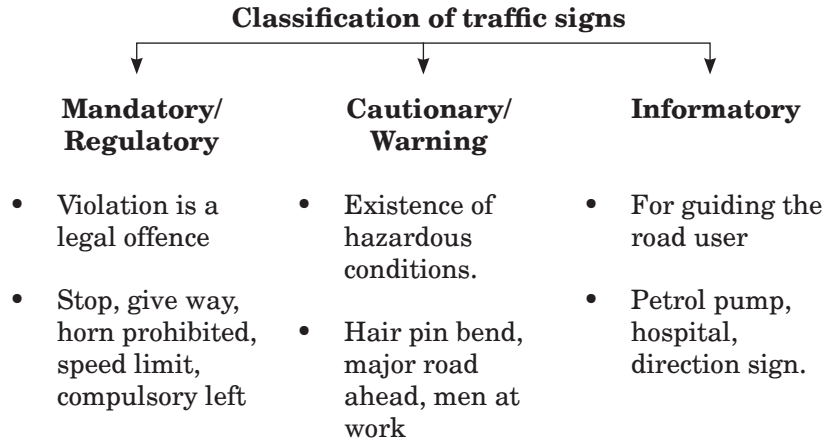 Classification of traffic signs
Mandatory/
Regulatory
• Violation is a
legal offence
• Stop, give way,
horn prohibited,
speed limit,
compulsory left
Cautionary/
Warning
• Existence of
hazardous
conditions.
• Hair pin bend,
major road
ahead, men at
work
Informatory
• For guiding the
road user
• Petrol pump,
hospital,
direction sign.